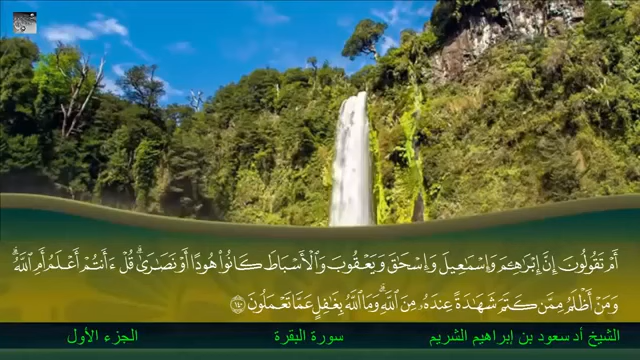 أَمۡ تَقُولُونَ إِنَّ إِبۡرَٰهِـۧمَ وَإِسۡمَٰعِيلَ وَإِسۡحَٰقَ وَيَعۡقُوبَ وَٱلۡأَسۡبَاطَ كَانُواْ هُودًا أَوۡ نَصَٰرَىٰۗ قُلۡ ءَأَنتُمۡ أَعۡلَمُ أَمِ ٱللَّهُۗ
وَمَنۡ أَظۡلَمُ مِمَّن كَتَمَ شَهَٰدَةً عِندَهُۥ مِنَ ٱللَّهِۗ وَمَا ٱللَّهُ بِغَٰفِلٍ عَمَّا تَعۡمَلُونَ ١٤٠
الشيخ أد سعود بن إبراهيم الشريم سورة البقرة الجزء الأول